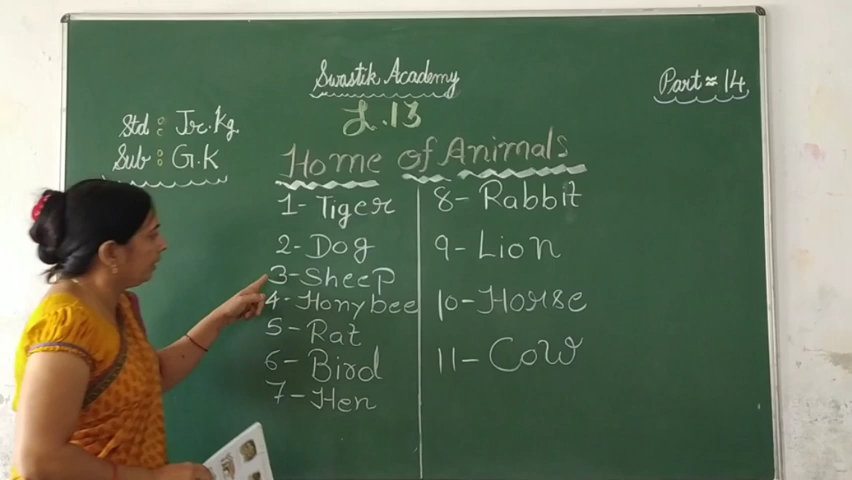 Swastik Academy
Part ≈ 14
L.13
Std : Jr. Kg.
Sub : G.K
Home of Animals
1- Tiger
2- Dog
3- Sheep
4- Honybee
5- Rat
6- Bird
7- Hen
8- Rabbit
9- Lion
10- Horse
11- Cow